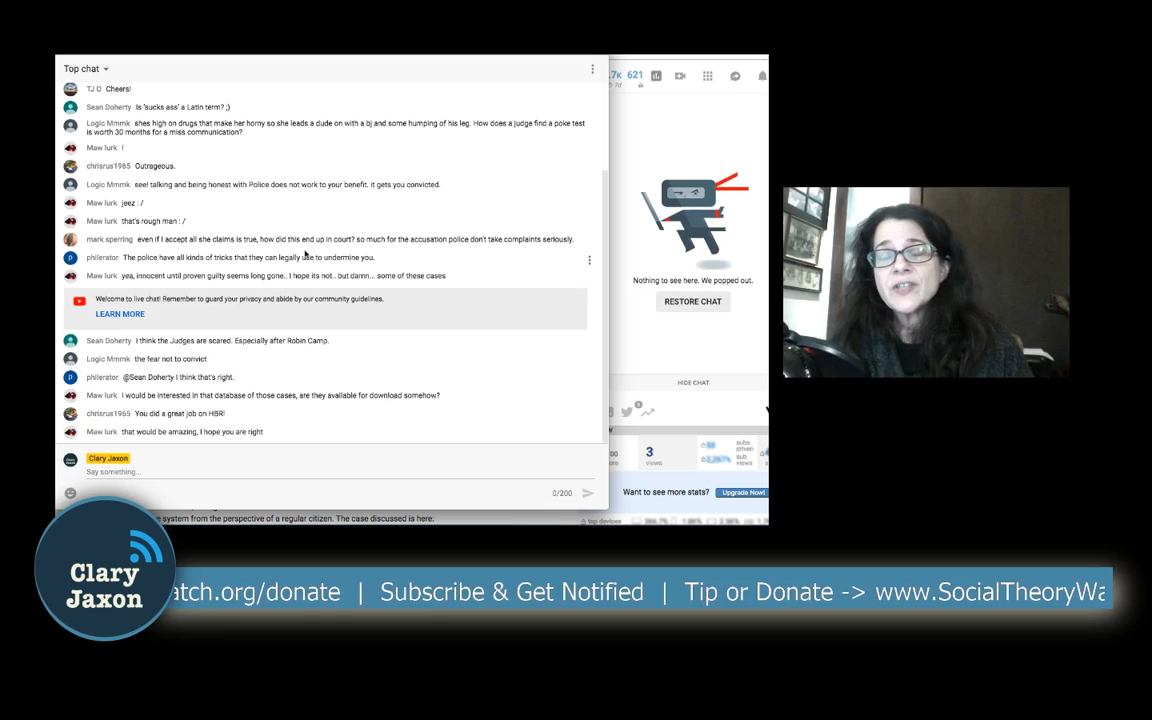 Top chat
TJ O Cheers!
Sean Doherty Is 'sucks ass' a Latin term? ;)
Logic Mmmk shes high on drugs that make her horny so she leads a dude on with a bj and some humping of his leg. How does a judge find a poke test
is worth 30 months for a miss communication?
Maw lurk !
chrisrus1965 Outrageous.
Logic Mmmk see! talking and being honest with Police does not work to your benefit. it gets you convicted.
Maw lurk jeez : /
Maw lurk that's rough man : /
mark sperring even if I accept all she claims is true, how did this end up in court? so much for the accusation police don't take complaints seriously.
philerator The police have all kinds of tricks that they can legally use to undermine you.
Maw lurk yea, innocent until proven guilty seems long gone.. I hope its not.. but damn... some of these cases
Welcome to live chat! Remember to guard your privacy and abide by our community guidelines.
LEARN MORE
Sean Doherty I think the Judges are scared. Especially after Robin Camp.
Logic Mmmk the fear not to convict
philerator @Sean Doherty I think that's right.
Maw lurk I would be interested in that database of those cases, are they available for download somehow?
chrisrus1965 You did a great job on HBR!
Maw lurk that would be amazing, I hope you are right
Clary Jaxon
Say something...
0/200
system from the perspective of a regular citizen. The case discussed is here:
.7K 621
7d
Nothing to see here. We popped out.
RESTORE CHAT
HIDE CHAT
3
views
subs
driven
sub
views
Want to see more stats? Upgrade Now!
top devices
Clary
Jaxon
atch.org/donate | Subscribe & Get Notified | Tip or Donate -> www.SocialTheoryWa